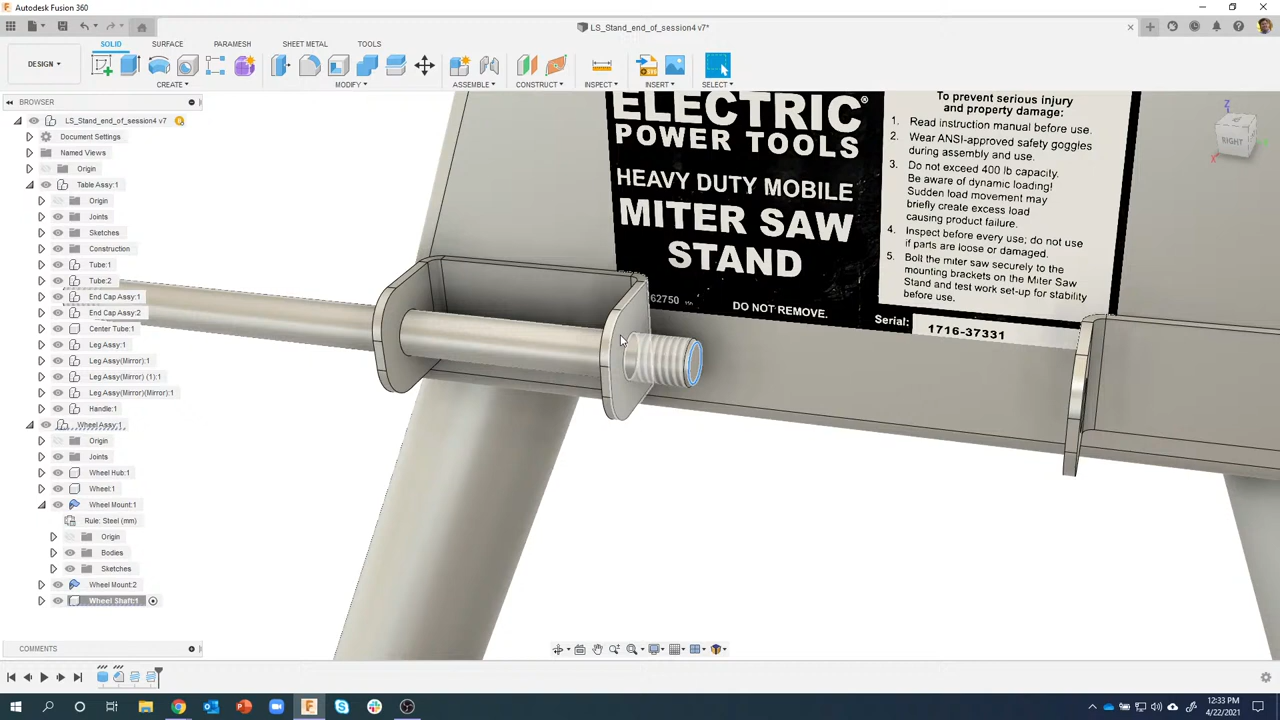 Autodesk Fusion 360
LS_Stand_end_of_session4 v7*
SOLID SURFACE PARAMESH SHEET METAL TOOLS
DESIGN
CREATE MODIFY ASSEMBLE CONSTRUCT INSPECT INSERT SELECT
BROWSER
LS_Stand_end_of_session4 v7
Document Settings
Named Views
Origin
Table Assy:1
Origin
Joints
Sketches
Construction
Tube:1
Tube:2
End Cap Assy:1
End Cap Assy:2
Center Tube:1
Leg Assy:1
Leg Assy(Mirror):1
Leg Assy(Mirror) (1):1
Leg Assy(Mirror)(Mirror):1
Handle:1
Wheel Assy:1
Origin
Joints
Wheel Hub:1
Wheel:1
Wheel Mount:1
Rule: Steel (mm)
Origin
Bodies
Sketches
Wheel Mount:2
Wheel Shaft:1
COMMENTS
ELECTRIC®
POWER TOOLS
HEAVY DUTY MOBILE
MITER SAW
STAND
62750
DO NOT REMOVE.
To prevent serious injury
and property damage:
1. Read instruction manual before use.
2. Wear ANSI-approved safety goggles
during assembly and use.
3. Do not exceed 400 lb capacity.
Be aware of dynamic loading!
Sudden load movement may
briefly create excess load
causing product failure.
4. Inspect before every use; do not use
if parts are loose or damaged.
5. Bolt the miter saw securely to the
mounting brackets on the Miter Saw
Stand and test work set-up for stability
before use.
Serial: 1716-37331
Z
RIGHT
X
12:33 PM
4/22/2021